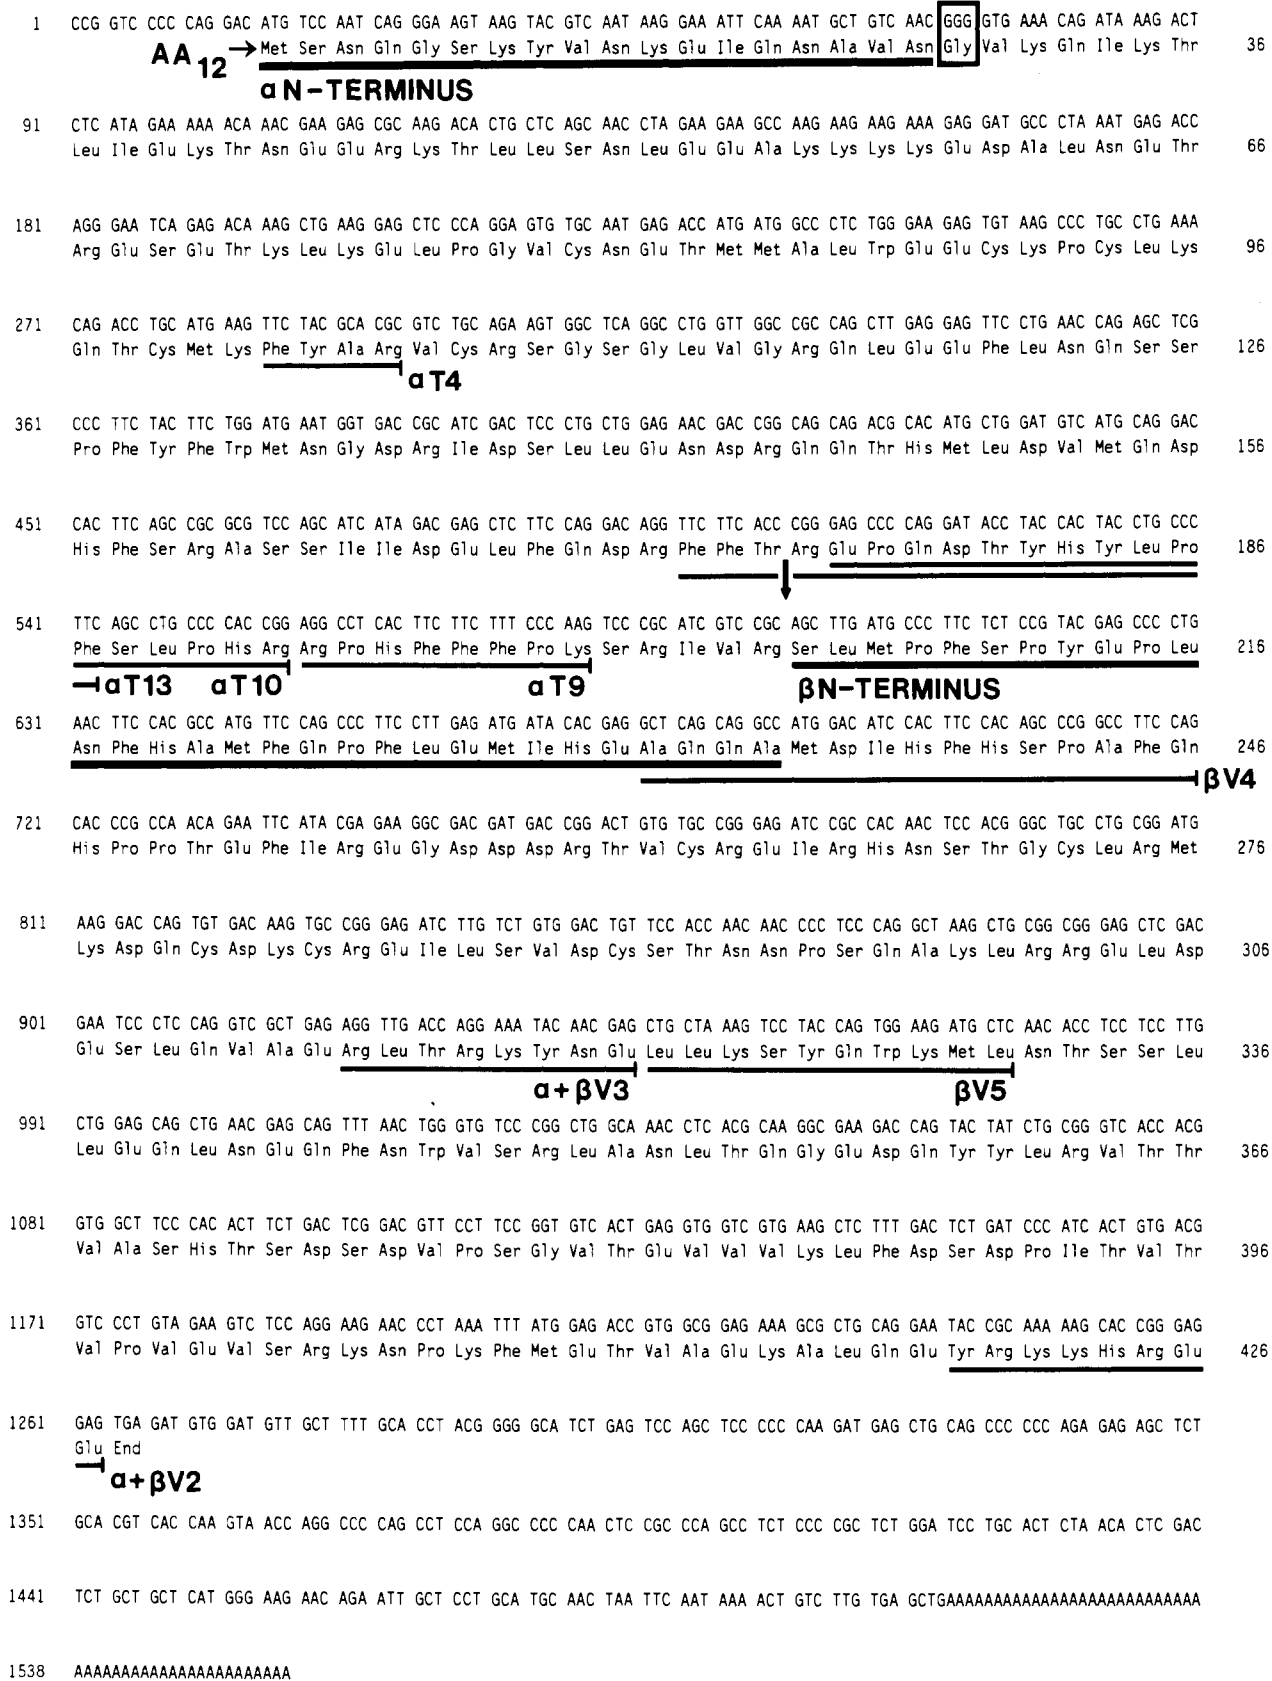 1 CCG GTC CCC CAG GAC ATG TCC AAT CAG GGA AGT AAG TAC GTC AAT AAG GAA ATT CAA AAT GCT GTC AAC GGG GTG AAA CAG ATA AAG ACT
AA12 → Met Ser Asn Gln Gly Ser Lys Tyr Val Asn Lys Glu Ile Gln Asn Ala Val Asn Gly Val Lys Gln Ile Lys Thr 36
αN-TERMINUS
91 CTC ATA GAA AAA ACA AAC GAA GAG CGC AAG ACA CTG CTC AGC AAC CTA GAA GAA GCC AAG AAG AAG AAA GAG GAT GCC CTA AAT GAG ACC
Leu Ile Glu Lys Thr Asn Glu Glu Arg Lys Thr Leu Leu Ser Asn Leu Glu Glu Ala Lys Lys Lys Lys Glu Asp Ala Leu Asn Glu Thr 66
181 AGG GAA TCA GAG ACA AAG CTG AAG GAG CTC CCA GGA GTG TGC AAT GAG ACC ATG ATG GCC CTC TGG GAA GAG TGT AAG CCC TGC CTG AAA
Arg Glu Ser Glu Thr Lys Leu Lys Glu Leu Pro Gly Val Cys Asn Glu Thr Met Met Ala Leu Trp Glu Glu Cys Lys Pro Cys Leu Lys 96
271 CAG ACC TGC ATG AAG TTC TAC GCA CGC GTC TGC AGA AGT GGC TCA GGC CTG GTT GGC CGC CAG CTT GAG GAG TTC CTG AAC CAG AGC TCG
Gln Thr Cys Met Lys Phe Tyr Ala Arg Val Cys Arg Ser Gly Ser Gly Leu Val Gly Arg Gln Leu Glu Glu Phe Leu Asn Gln Ser Ser 126
αT4
361 CCC TTC TAC TTC TGG ATG AAT GGT GAC CGC ATC GAC TCC CTG CTG GAG AAC GAC CGG CAG CAG ACG CAC ATG CTG GAT GTC ATG CAG GAC
Pro Phe Tyr Phe Trp Met Asn Gly Asp Arg Ile Asp Ser Leu Leu Glu Asn Asp Arg Gln Gln Thr His Met Leu Asp Val Met Gln Asp 156
451 CAC TTC AGC CGC GCG TCC AGC ATC ATA GAC GAG CTC TTC CAG GAC AGG TTC TTC ACC CGG GAG CCC CAG GAT ACC TAC CAC TAC CTG CCC
His Phe Ser Arg Ala Ser Ser Ile Ile Asp Glu Leu Phe Gln Asp Arg Phe Phe Thr Arg Glu Pro Gln Asp Thr Tyr His Tyr Leu Pro 186
541 TTC AGC CTG CCC CAC CGG AGG CCT CAC TTC TTC TTT CCC AAG TCC CGC ATC GTC CGC AGC TTG ATG CCC TTC TCT CCG TAC GAG CCC CTG
Phe Ser Leu Pro His Arg Arg Pro His Phe Phe Phe Pro Lys Ser Arg Ile Val Arg Ser Leu Met Pro Phe Ser Pro Tyr Glu Pro Leu 216
αT13 αT10 αT9 βN-TERMINUS
631 AAC TTC CAC GCC ATG TTC CAG CCC TTC CTT GAG ATG ATA CAC GAG GCT CAG CAG GCC ATG GAC ATC CAC TTC CAC AGC CCG GCC TTC CAG
Asn Phe His Ala Met Phe Gln Pro Phe Leu Glu Met Ile His Glu Ala Gln Gln Ala Met Asp Ile His Phe His Ser Pro Ala Phe Gln 246
βV4
721 CAC CCG CCA ACA GAA TTC ATA CGA GAA GGC GAC GAT GAC CGG ACT GTG TGC CGG GAG ATC CGC CAC AAC TCC ACG GGC TGC CTG CGG ATG
His Pro Pro Thr Glu Phe Ile Arg Glu Gly Asp Asp Asp Arg Thr Val Cys Arg Glu Ile Arg His Asn Ser Thr Gly Cys Leu Arg Met 276
811 AAG GAC CAG TGT GAC AAG TGC CGG GAG ATC TTG TCT GTG GAC TGT TCC ACC AAC AAC CCC TCC CAG GCT AAG CTG CGG CGG GAG CTC GAC
Lys Asp Gln Cys Asp Lys Cys Arg Glu Ile Leu Ser Val Asp Cys Ser Thr Asn Asn Pro Ser Gln Ala Lys Leu Arg Arg Glu Leu Asp 306
901 GAA TCC CTC CAG GTC GCT GAG AGG TTG ACC AGG AAA TAC AAC GAG CTG CTA AAG TCC TAC CAG TGG AAG ATG CTC AAC ACC TCC TCC TTG
Glu Ser Leu Gln Val Ala Glu Arg Leu Thr Arg Lys Tyr Asn Glu Leu Leu Lys Ser Tyr Gln Trp Lys Met Leu Asn Thr Ser Ser Leu 336
α+βV3 βV5
991 CTG GAG CAG CTG AAC GAG CAG TTT AAC TGG GTG TCC CGG CTG GCA AAC CTC ACG CAA GGC GAA GAC CAG TAC TAT CTG CGG GTC ACC ACG
Leu Glu Gln Leu Asn Glu Gln Phe Asn Trp Val Ser Arg Leu Ala Asn Leu Thr Gln Gly Glu Asp Gln Tyr Tyr Leu Arg Val Thr Thr 366
1081 GTG GCT TCC CAC ACT TCT GAC TCG GAC GTT CCT TCC GGT GTC ACT GAG GTG GTC GTG AAG CTC TTT GAC TCT GAT CCC ATC ACT GTG ACG
Val Ala Ser His Thr Ser Asp Ser Asp Val Pro Ser Gly Val Thr Glu Val Val Val Lys Leu Phe Asp Ser Asp Pro Ile Thr Val Thr 396
1171 GTC CCT GTA GAA GTC TCC AGG AAG AAC CCT AAA TTT ATG GAG ACC GTG GCG GAG AAA GCG CTG CAG GAA TAC CGC AAA AAG CAC CGG GAG
Val Pro Val Glu Val Ser Arg Lys Asn Pro Lys Phe Met Glu Thr Val Ala Glu Lys Ala Leu Gln Glu Tyr Arg Lys Lys His Arg Glu 426
1261 GAG TGA GAT GTG GAT GTT GCT TTT GCA CCT ACG GGG GCA TCT GAG TCC AGC TCC CCC CAA GAT GAG CTG CAG CCC CCC AGA GAG AGC TCT
Glu End
α+βV2
1351 GCA CGT CAC CAA GTA ACC AGG CCC CAG CCT CCA GGC CCC CAA CTC CGC CCA GCC TCT CCC CGC TCT GGA TCC TGC ACT CTA ACA CTC GAC
1441 TCT GCT GCT CAT GGG AAG AAC AGA ATT GCT CCT GCA TGC AAC TAA TTC AAT AAA ACT GTC TTG TGA GCTGAAAAAAAAAAAAAAAAAAAAAAAAAAA
1538 AAAAAAAAAAAAAAAAAAAAAAA